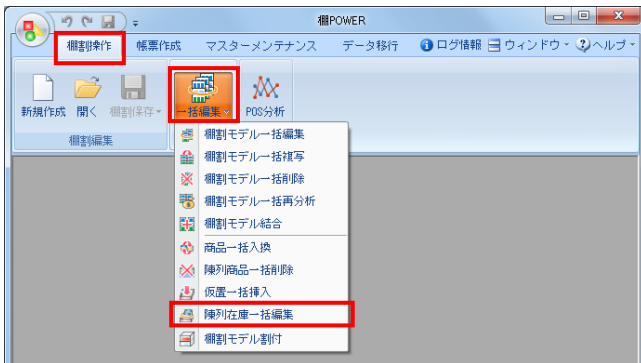 棚POWER
棚割操作 帳票作成 マスターメンテナンス データ移行 ログ情報 ウィンドウ ヘルプ
新規作成 開く 棚割保存 一括編集 POS分析
棚割編集
棚割モデル一括編集
棚割モデル一括複写
棚割モデル一括削除
棚割モデル一括再分析
棚割モデル結合
商品一括入換
陳列商品一括削除
仮置一括挿入
陳列在庫一括編集
棚割モデル割付